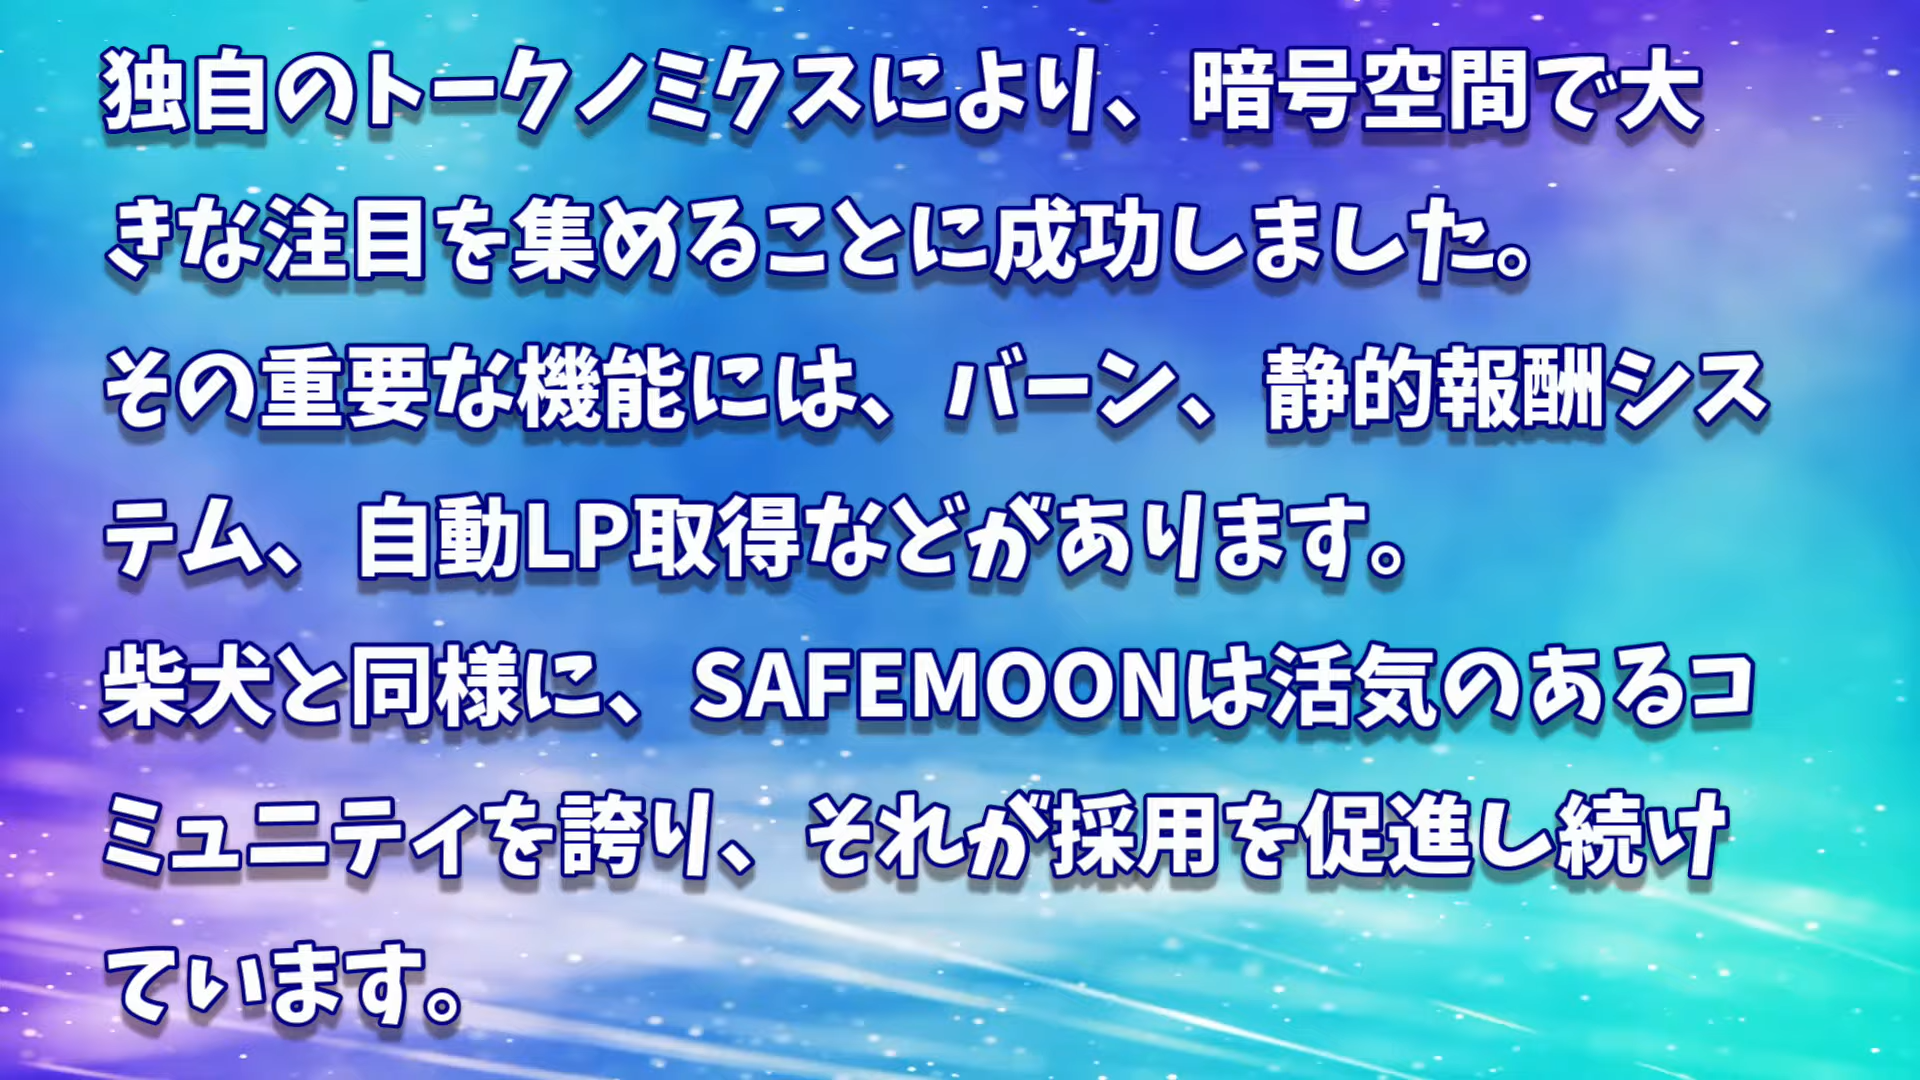 独自のトークノミクスにより、暗号空間で大
きな注目を集めることに成功しました。
その重要な機能には、バーン、静的報酬シス
テム、自動LP取得などがあります。
柴犬と同様に、SAFEMOONは活気のあるコ
ミュニティを誇り、それが採用を促進し続け
ています。